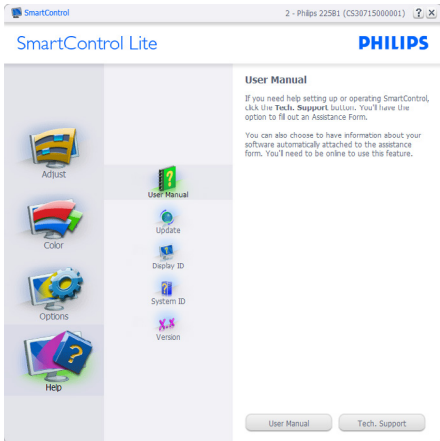 SmartControl
2 - Philips 225B1 (CS30715000001)
SmartControl Lite
PHILIPS
Adjust
Color
Options
Help
User Manual
Update
Display ID
System ID
Version
User Manual
If you need help setting up or operating SmartControl,
click the Tech. Support button. You'll have the
option to fill out an Assistance Form.
You can also choose to have information about your
software automatically attached to the assistance
form. You'll need to be online to use this feature.
User Manual
Tech. Support